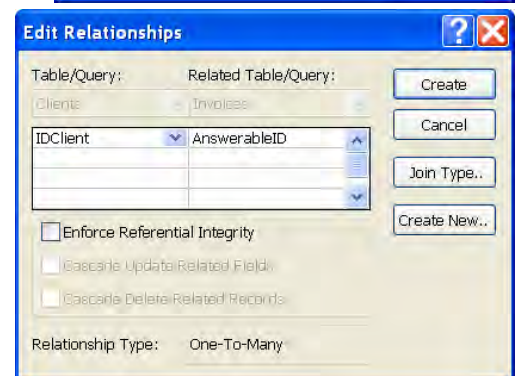 Edit Relationships
Table/Query: Related Table/Query:
Clients Invoices
IDClient AnswerableID
Enforce Referential Integrity
Cascade Update Related Fields
Cascade Delete Related Records
Relationship Type: One-To-Many
Create
Cancel
Join Type..
Create New..